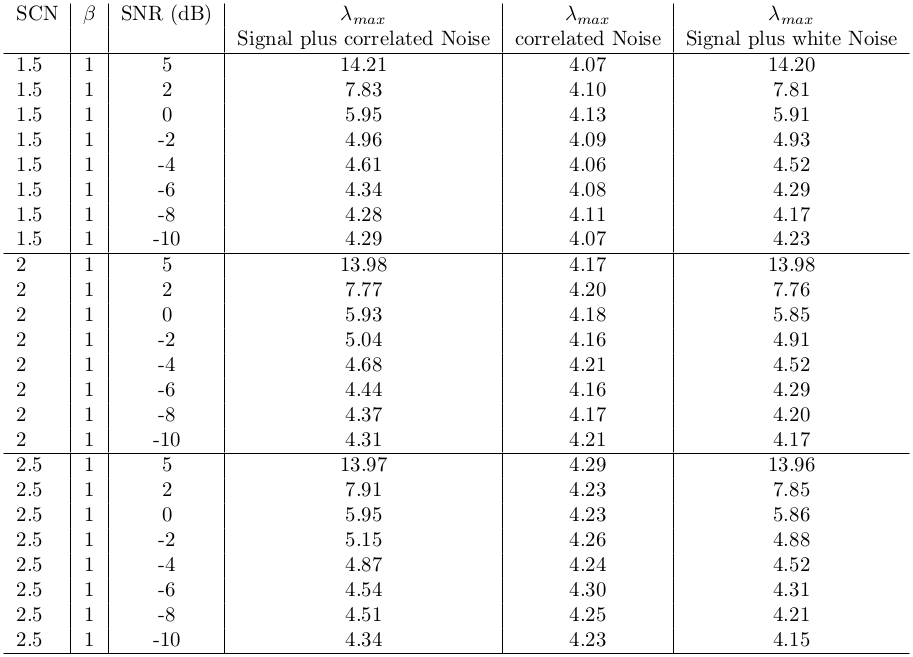 SCN β SNR (dB) λmax λmax λmax
Signal plus correlated Noise correlated Noise Signal plus white Noise
1.5 1 5 14.21 4.07 14.20
1.5 1 2 7.83 4.10 7.81
1.5 1 0 5.95 4.13 5.91
1.5 1 -2 4.96 4.09 4.93
1.5 1 -4 4.61 4.06 4.52
1.5 1 -6 4.34 4.08 4.29
1.5 1 -8 4.28 4.11 4.17
1.5 1 -10 4.29 4.07 4.23
2 1 5 13.98 4.17 13.98
2 1 2 7.77 4.20 7.76
2 1 0 5.93 4.18 5.85
2 1 -2 5.04 4.16 4.91
2 1 -4 4.68 4.21 4.52
2 1 -6 4.44 4.16 4.29
2 1 -8 4.37 4.17 4.20
2 1 -10 4.31 4.21 4.17
2.5 1 5 13.97 4.29 13.96
2.5 1 2 7.91 4.23 7.85
2.5 1 0 5.95 4.23 5.86
2.5 1 -2 5.15 4.26 4.88
2.5 1 -4 4.87 4.24 4.52
2.5 1 -6 4.54 4.30 4.31
2.5 1 -8 4.51 4.25 4.21
2.5 1 -10 4.34 4.23 4.15